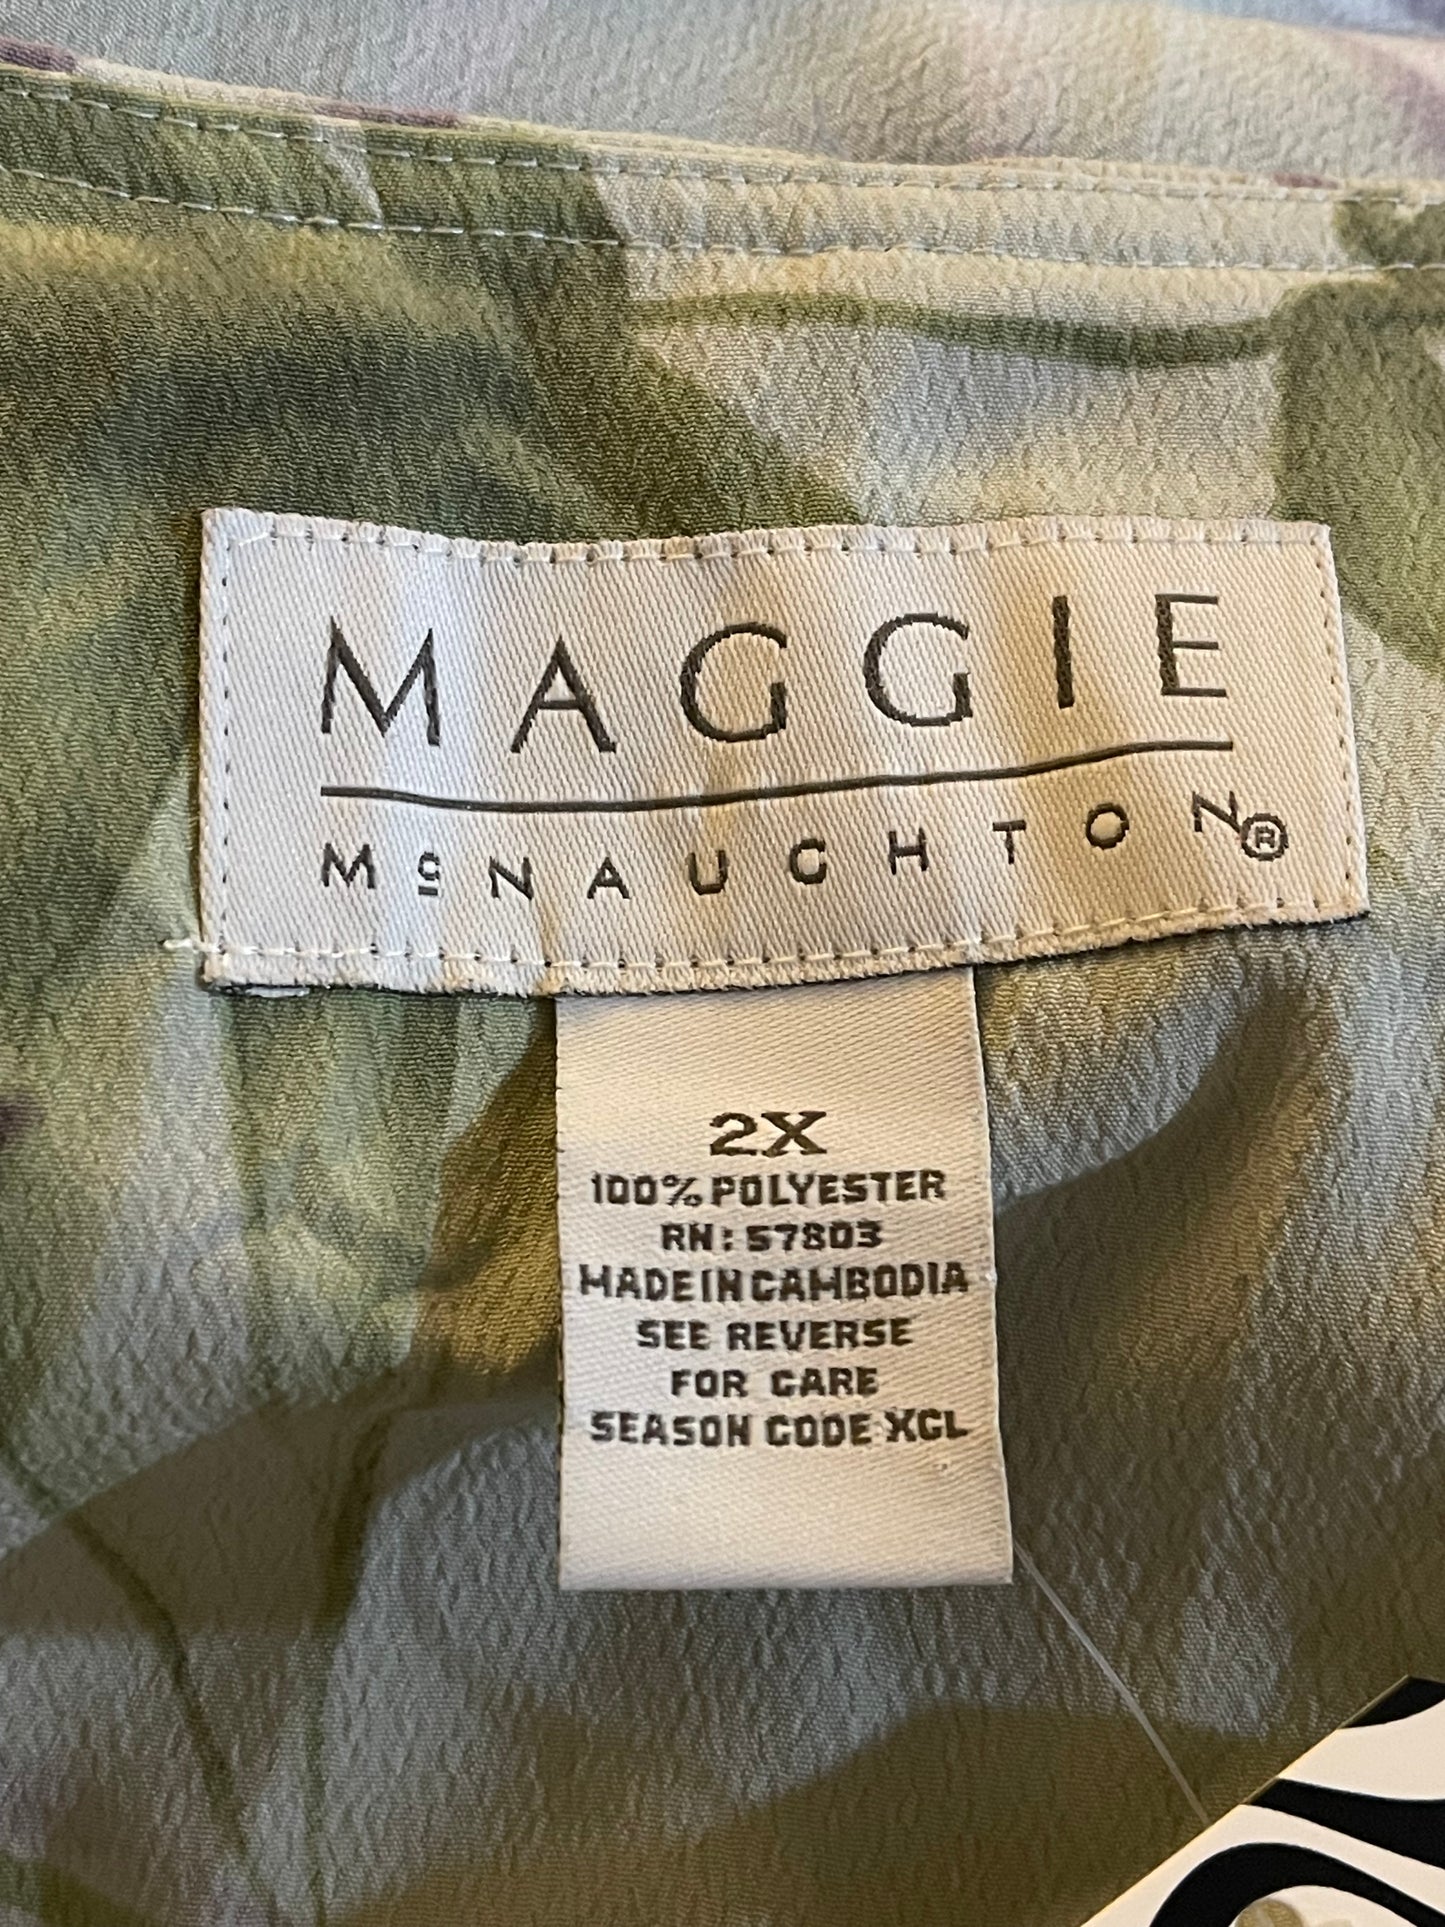 MAGGIE
McNAUGHTON®
2X
100% POLYESTER
RN: 57803
MADE IN CAMBODIA
SEE REVERSE
FOR CARE
SEASON CODE XGL